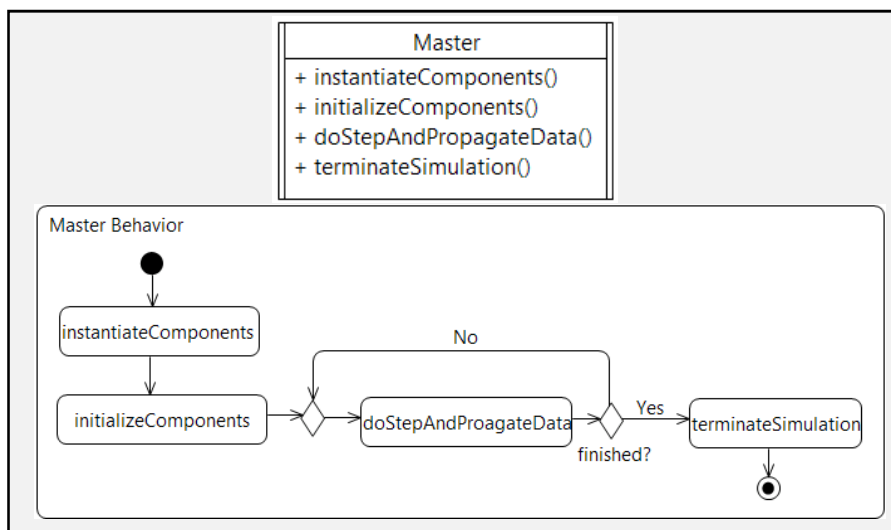 Master
+ instantiateComponents()
+ initializeComponents()
+ doStepAndPropagateData()
+ terminateSimulation()
Master Behavior
instantiateComponents
No
initializeComponents
doStepAndProagateData
Yes
terminateSimulation
finished?